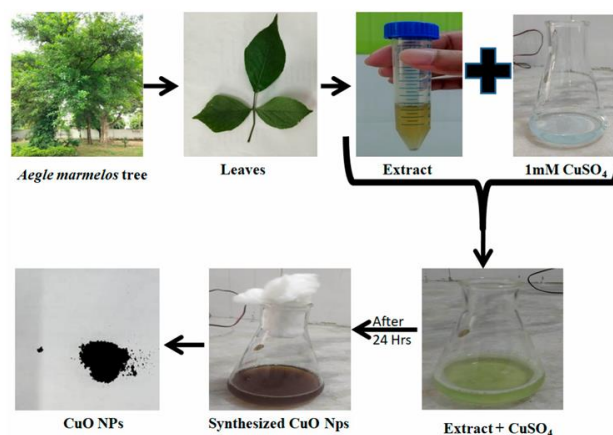 Aegle marmelos tree
Leaves
Extract
1mM CuSO₄
After
24 Hrs
Extract + CuSO₄
Synthesized CuO Nps
CuO NPs